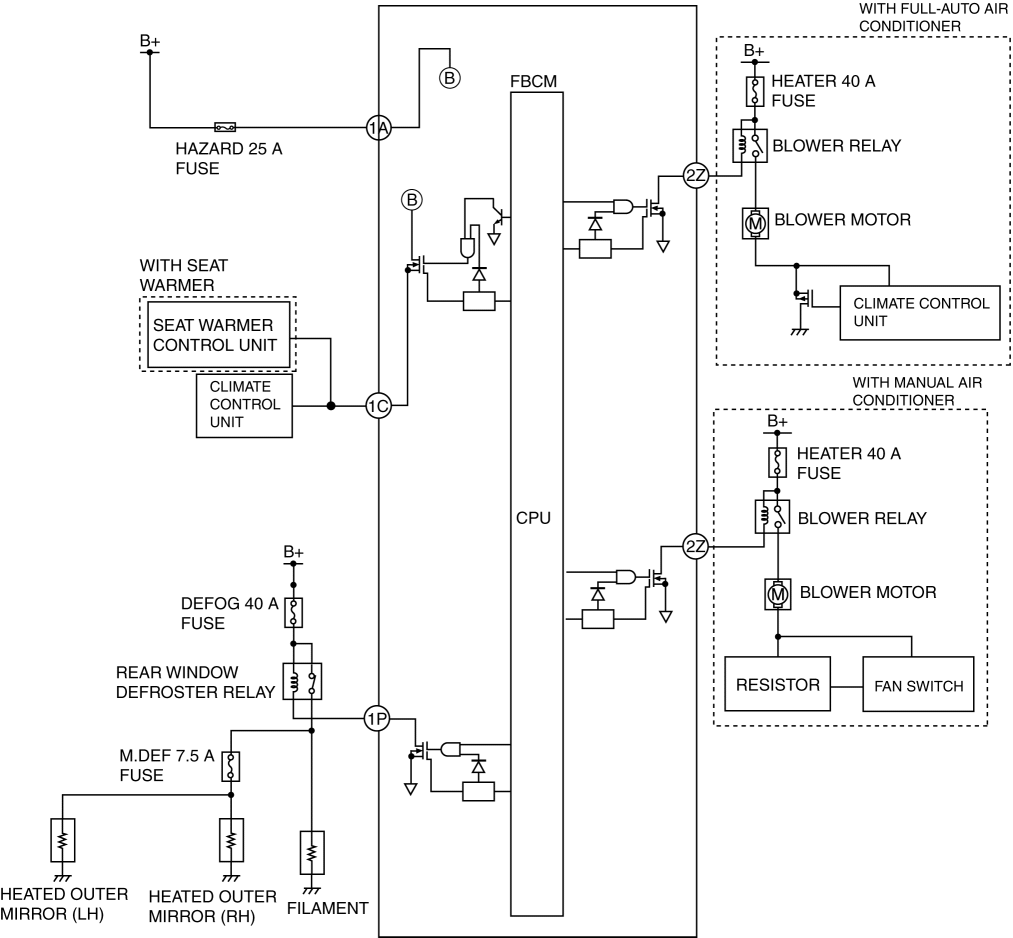 WITH FULL-AUTO AIR
CONDITIONER
B+
B+
HEATER 40 A
FUSE
B
FBCM
1A
HAZARD 25 A
FUSE
BLOWER RELAY
2Z
B
M
BLOWER MOTOR
WITH SEAT
WARMER
SEAT WARMER
CONTROL UNIT
CLIMATE CONTROL
UNIT
CLIMATE
CONTROL
UNIT
1C
WITH MANUAL AIR
CONDITIONER
B+
HEATER 40 A
FUSE
CPU
BLOWER RELAY
2Z
B+
DEFOG 40 A
FUSE
M
BLOWER MOTOR
REAR WINDOW
DEFROSTER RELAY
RESISTOR
FAN SWITCH
1P
M.DEF 7.5 A
FUSE
HEATED OUTER
MIRROR (LH)
HEATED OUTER
MIRROR (RH)
FILAMENT